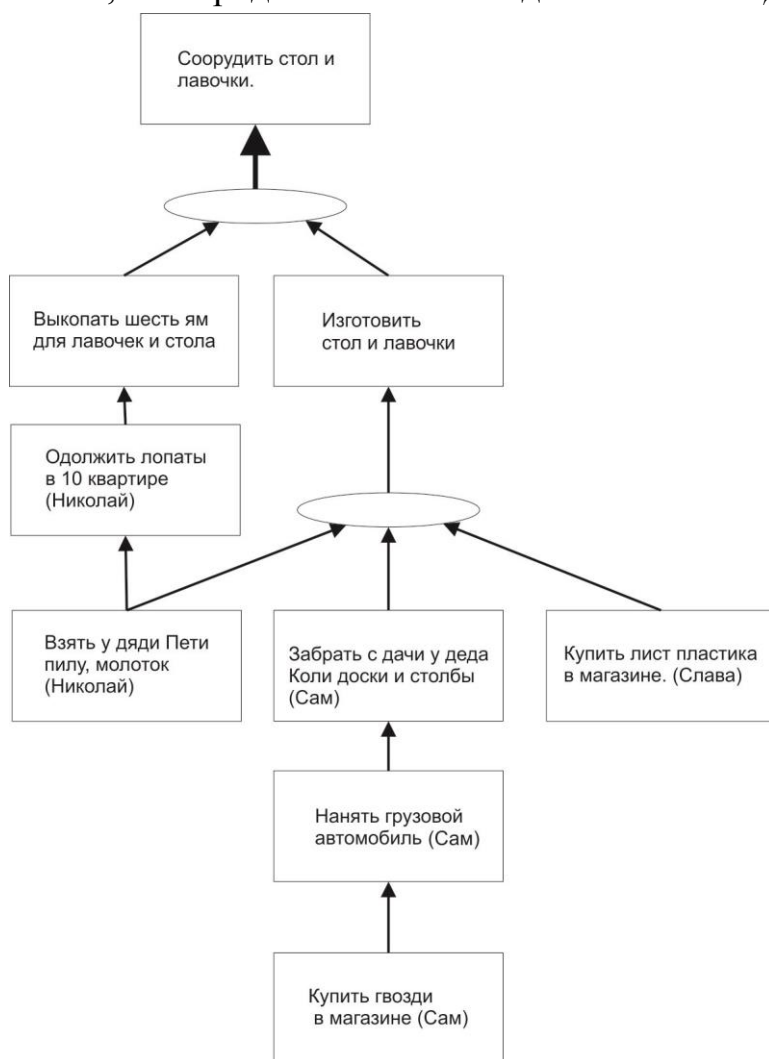 Соорудить стол и
лавочки.
Выкопать шесть ям
для лавочек и стола
Изготовить
стол и лавочки
Одолжить лопаты
в 10 квартире
(Николай)
Взять у дяди Пети
пилу, молоток
(Николай)
Забрать с дачи у деда
Коли доски и столбы
(Сам)
Купить лист пластика
в магазине. (Слава)
Нанять грузовой
автомобиль (Сам)
Купить гвозди
в магазине (Сам)